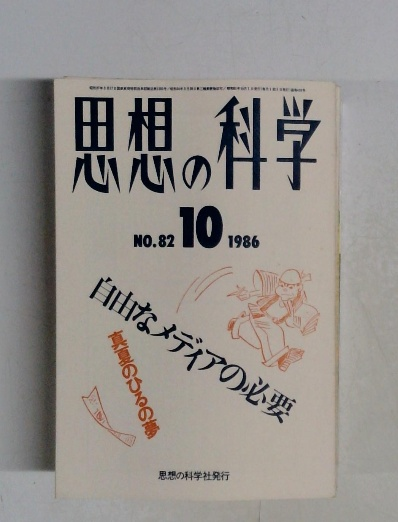 思想の科学
NO.82 10 1986
自由なメディアの必要
真夏のひるの夢
思想の科学社発行